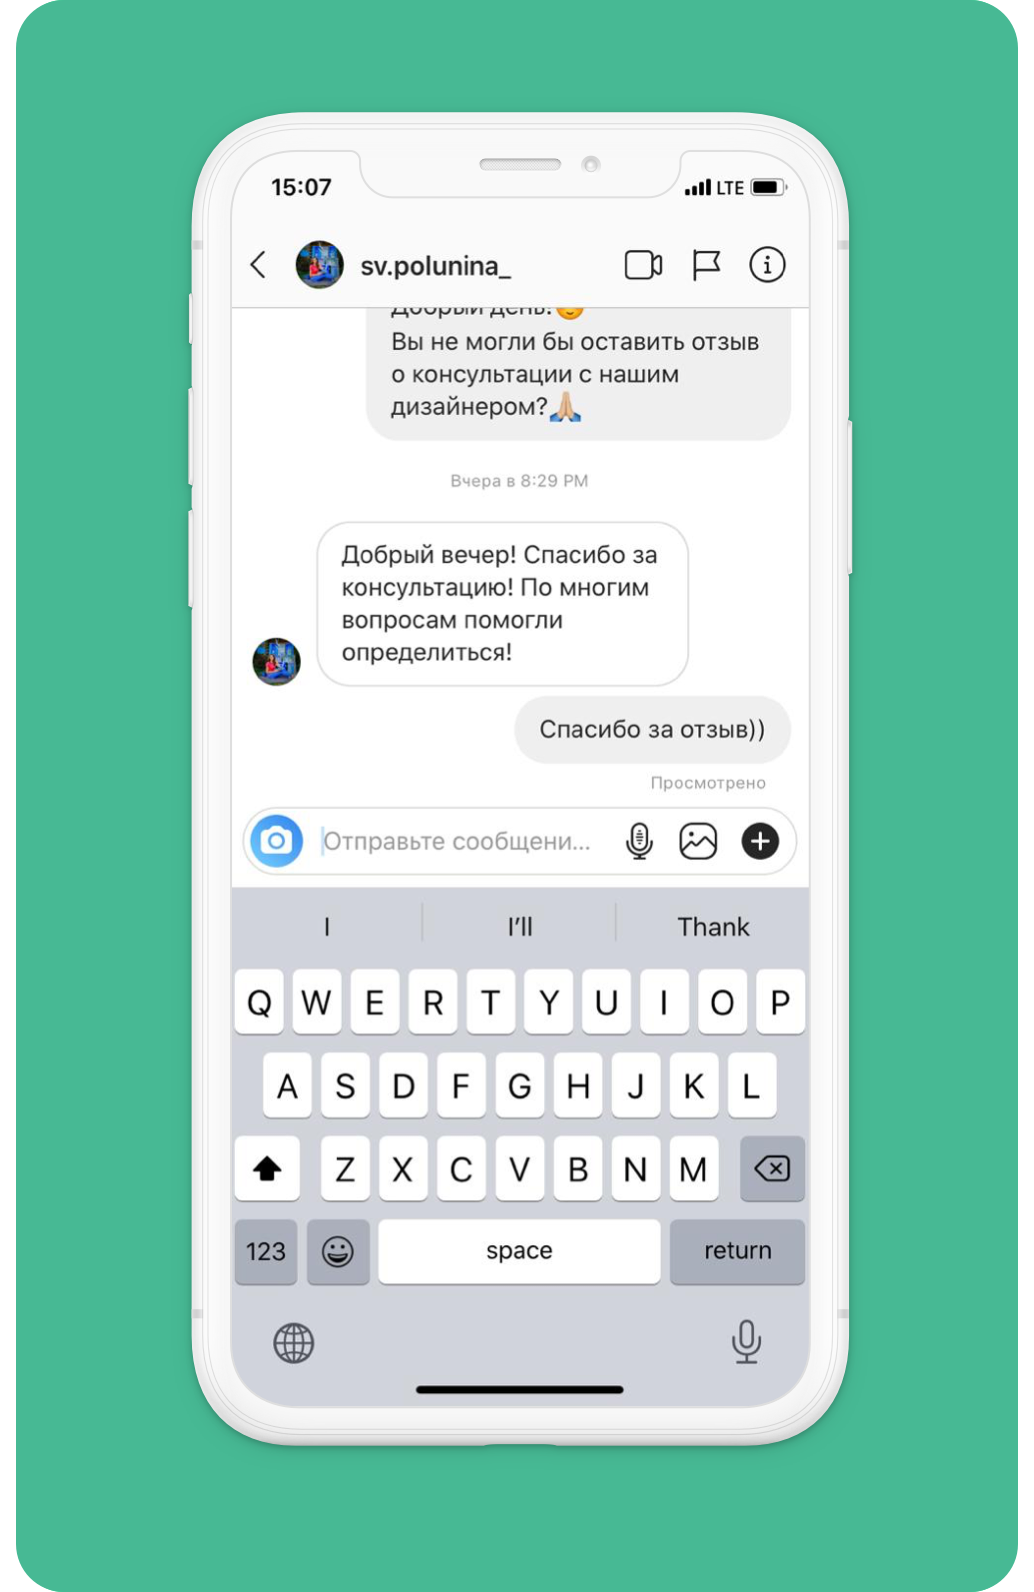 15:07
LTE
sv.polunina_
Добрый день!
Вы не могли бы оставить отзыв
о консультации с нашим
дизайнером?🙏🏼
Вчера в 8:29 PM
Добрый вечер! Спасибо за
консультацию! По многим
вопросам помогли
определиться!
Спасибо за отзыв))
Просмотрено
Отправьте сообщени...
I I'll Thank
Q W E R T Y U I O P
A S D F G H J K L
Z X C V B N M
123 space return